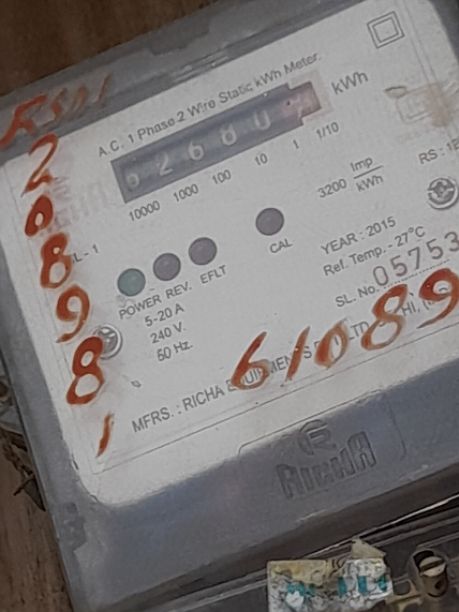 A.C. 1 Phase 2 Wire Static kWh Meter.
kWh
10000 1000 100 10 1 1/10
3200 Imp/kWh
POWER REV. EFLT CAL
5-20 A
240 V.
50 Hz.
YEAR : 2015
Ref. Temp. - 27°C
SL. No. 05753
MFRS. : RICHA
RICHA
2
0
8
9
8
1
61089